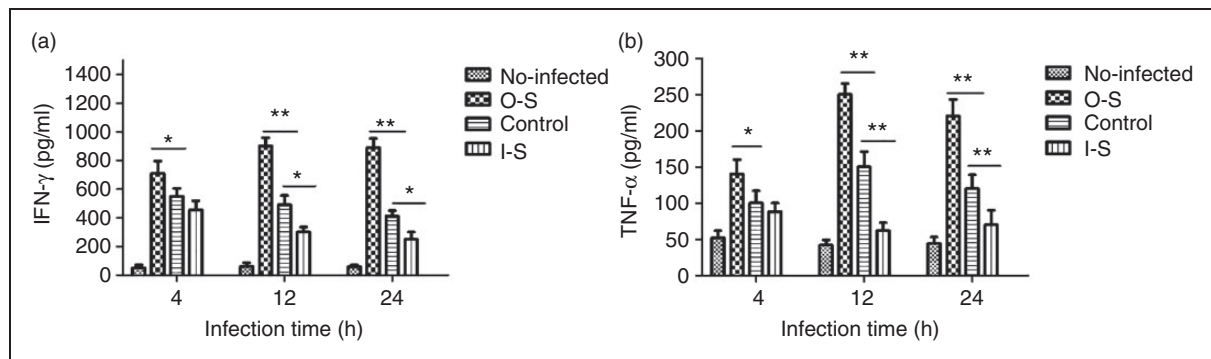 (a)
IFN-γ (pg/ml)
1400
1200
1000
800
600
400
200
0
*
**
*
**
*
4
12
24
Infection time (h)
No-infected
O-S
Control
I-S
(b)
TNF-α (pg/ml)
300
250
200
150
100
50
0
*
**
**
**
**
4
12
24
Infection time (h)
No-infected
O-S
Control
I-S